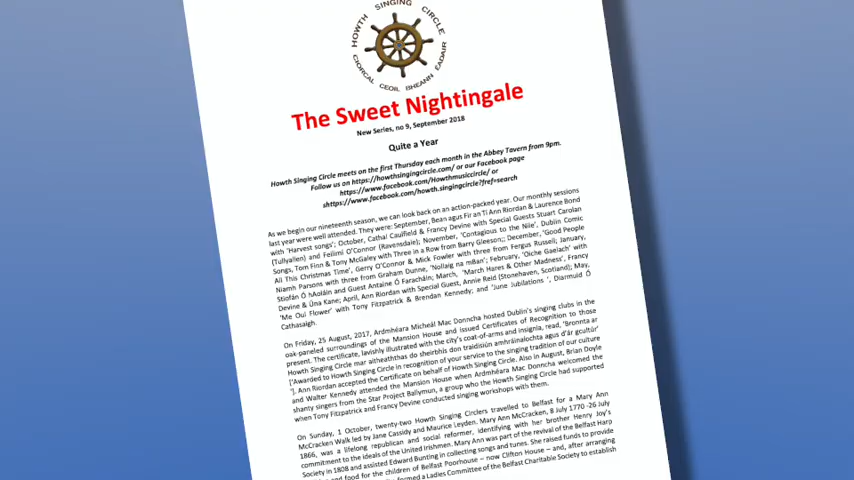 HOWTH SINGING CIRCLE
CIORCAL CEOIL BHEANN EADAIR
The Sweet Nightingale
New Series, no 9, September 2018
Quite a Year
Howth Singing Circle meets on the first Thursday each month in the Abbey Tavern from 9pm.
Follow us on https://howthsingingcircle.com/ or our Facebook page
https://www.facebook.com/Howthmusiccircle/ or
shttps://www.facebook.com/howth.singingcircle?fref=search
As we begin our nineteenth season, we can look back on an action-packed year. Our monthly sessions
last year were well attended. They were: September, Bean agus Fir an Tí Ann Riordan & Laurence Bond
with 'Harvest songs'; October, Cathal Caulfield & Francy Devine with Special Guests Stuart Carolan
(Tullyallen) and Feilimí O'Connor (Ravensdale); November, 'Contagious to the Nile', Dublin Comic
Songs, Tom Finn & Tony McGaley with Three in a Row from Barry Gleeson;; December, 'Good People
All This Christmas Time', Gerry O'Connor & Mick Fowler with three from Fergus Russell; January,
Niamh Parsons with three from Graham Dunne, 'Nollaig na mBan'; February, 'Oíche Gaelach' with
Stiofán Ó hAoláin and Guest Antaine Ó Faracháin; March, 'March Hares & Other Madness', Francy
Devine & Úna Kane; April, Ann Riordan with Special Guest, Annie Reid (Stonehaven, Scotland); May,
'Me Oul Flower' with Tony Fitzpatrick & Brendan Kennedy; and 'June Jubilations', Diarmuid Ó
Cathasaigh.
On Friday, 25 August, 2017, Ardmhéara Micheál Mac Donncha hosted Dublin's singing clubs in the
oak-paneled surroundings of the Mansion House and issued Certificates of Recognition to those
present. The certificate, lavishly illustrated with the city's coat-of-arms and insignia, read, 'Bronnta ar
Howth Singing Circle mar aitheathas do sheirbhís don traidisiún amhránaíochta agus d'ár gcultúr'
['Awarded to Howth Singing Circle in recognition of your service to the singing tradition of our culture
']. Ann Riordan accepted the Certificate on behalf of Howth Singing Circle. Also in August, Brian Doyle
and Walter Kennedy attended the Mansion House when Ardmhéara Mac Donncha welcomed the
shanty singers from the Star Project Ballymun, a group who the Howth Singing Circle had supported
when Tony Fitzpatrick and Francy Devine conducted singing workshops with them.
On Sunday, 1 October, twenty-two Howth Singing Circlers travelled to Belfast for a Mary Ann
McCracken Walk led by Jane Cassidy and Maurice Leyden. Mary Ann McCracken, 8 July 1770 -26 July
1866, was a lifelong republican and social reformer, identifying with her brother Henry Joy's
commitment to the ideals of the United Irishmen. Mary Ann was part of the revival of the Belfast Harp
Society in 1808 and assisted Edward Bunting in collecting songs and tunes. She raised funds to provide
and food for the children of Belfast Poorhouse – now Clifton House – and, after arranging
formed a Ladies Committee of the Belfast Charitable Society to establish